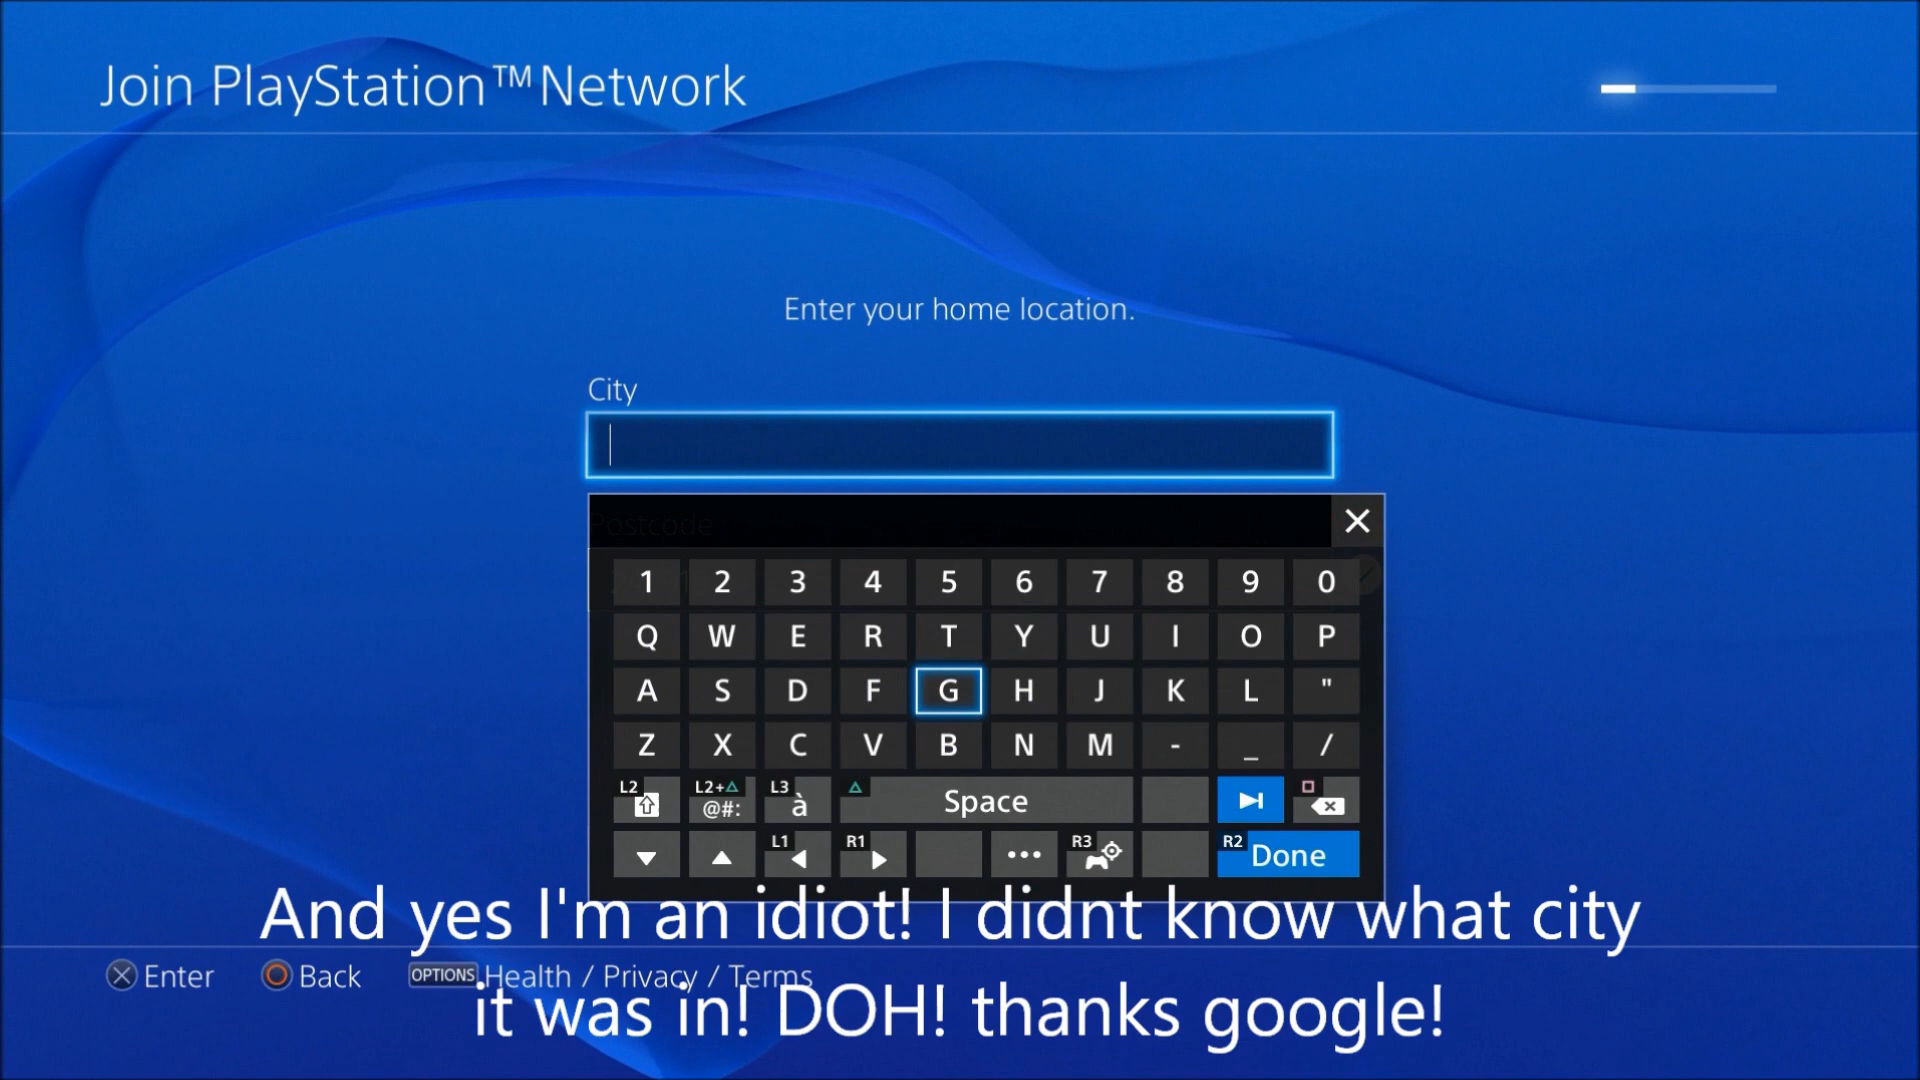 Join PlayStation™Network
Enter your home location.
City
Postcode
1 2 3 4 5 6 7 8 9 0
Q W E R T Y U I O P
A S D F G H J K L "
Z X C V B N M - _ /
L2 L2+△ @#: L3 à △ Space
L1 R1 ... R3 R2 Done
And yes I'm an idiot! I didnt know what city
Enter Back OPTIONS Health / Privacy / Terms
it was in! DOH! thanks google!